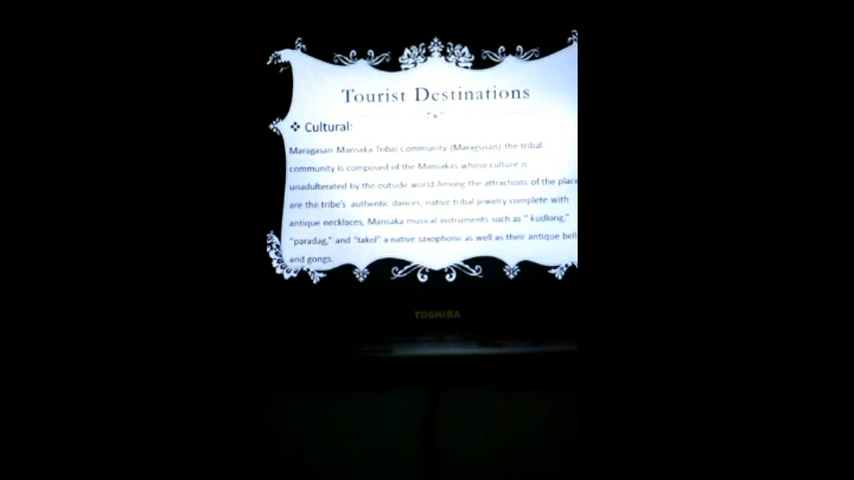 Tourist Destinations
❖ Cultural:
Maragasan Mansaka Tribal Community (Maragusan) the tribal
community is composed of the Mansakas whose culture is
unadulterated by the outside world Among the attractions of the place
are the tribe's authentic dances, native tribal jewelry complete with
antique necklaces, Mansaka musical instruments such as " kudlong,"
"paradag," and "takol" a native saxophone as well as their antique bell
and gongs.
TOSHIBA